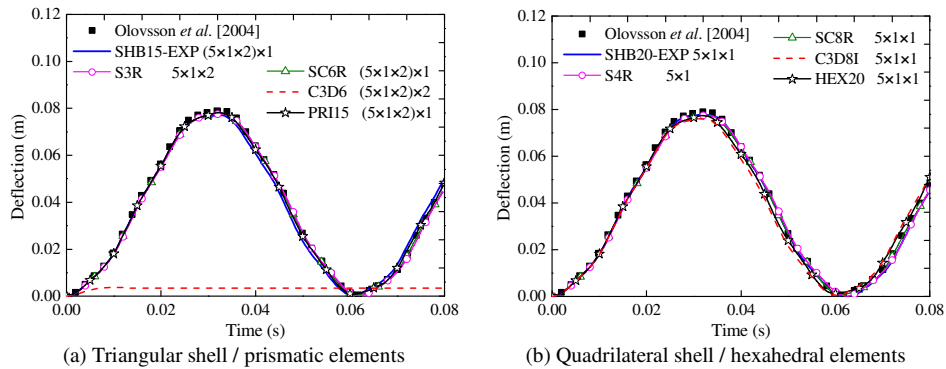 0.12
0.10
0.08
0.06
0.04
0.02
0.00
Deflection (m)
Olovsson et al. [2004]
SHB15-EXP (5×1×2)×1
S3R 5×1×2
SC6R (5×1×2)×1
C3D6 (5×1×2)×2
PRI15 (5×1×2)×1
0.00 0.02 0.04 0.06 0.08
Time (s)
(a) Triangular shell / prismatic elements
0.12
0.10
0.08
0.06
0.04
0.02
0.00
Deflection (m)
Olovsson et al. [2004]
SHB20-EXP 5×1×1
S4R 5×1
SC8R 5×1×1
C3D8I 5×1×1
HEX20 5×1×1
0.00 0.02 0.04 0.06 0.08
Time (s)
(b) Quadrilateral shell / hexahedral elements